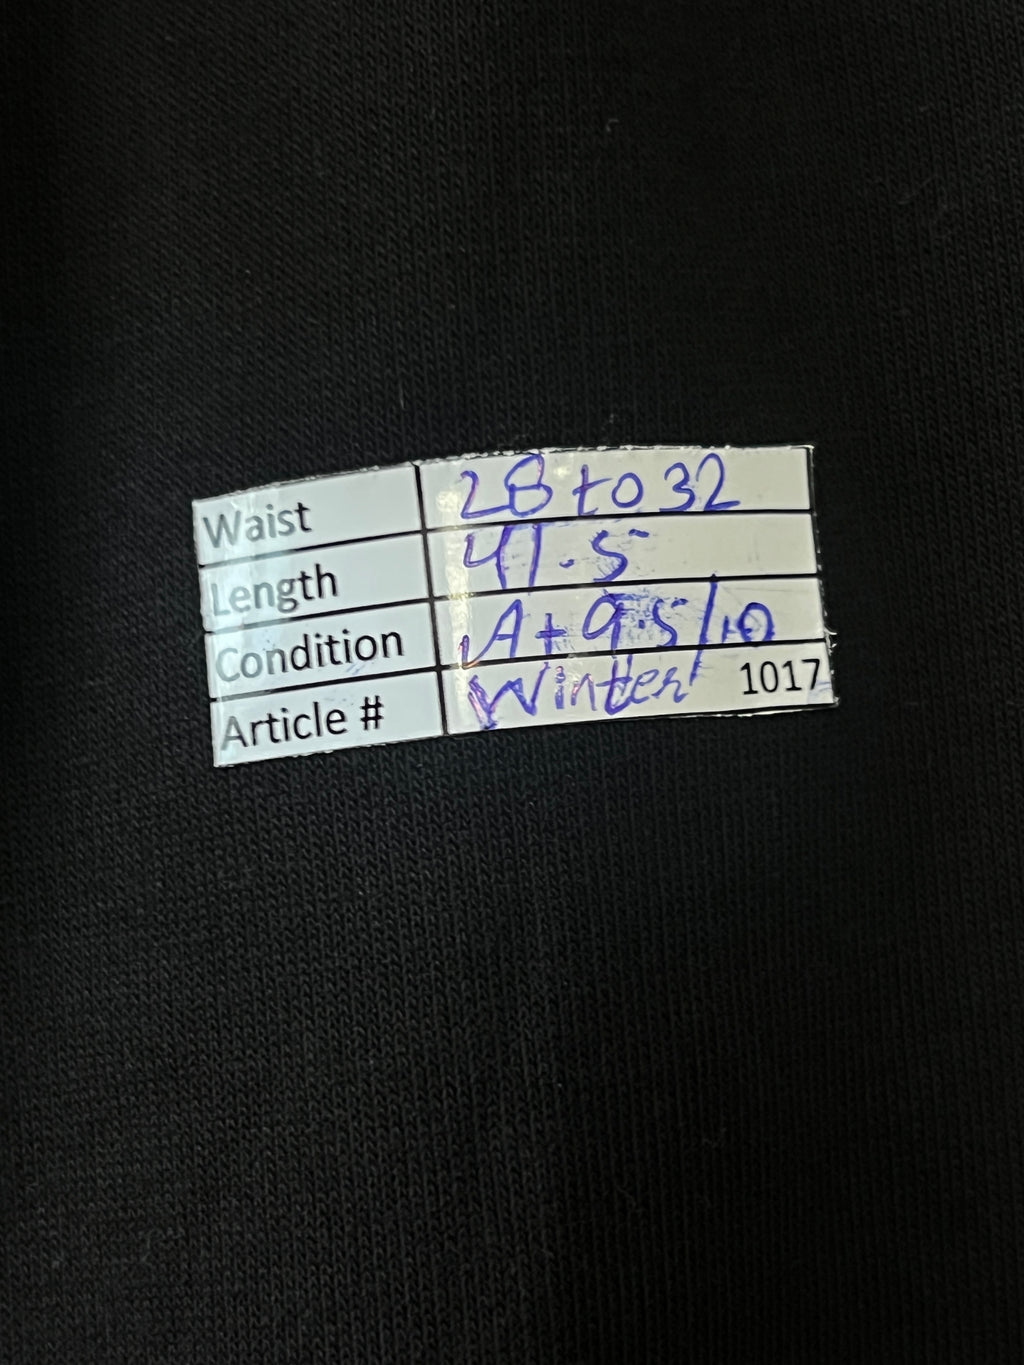 Waist 28 to 32
Length 41.5
Condition A+ 9.5/10
Article # Winter 1017